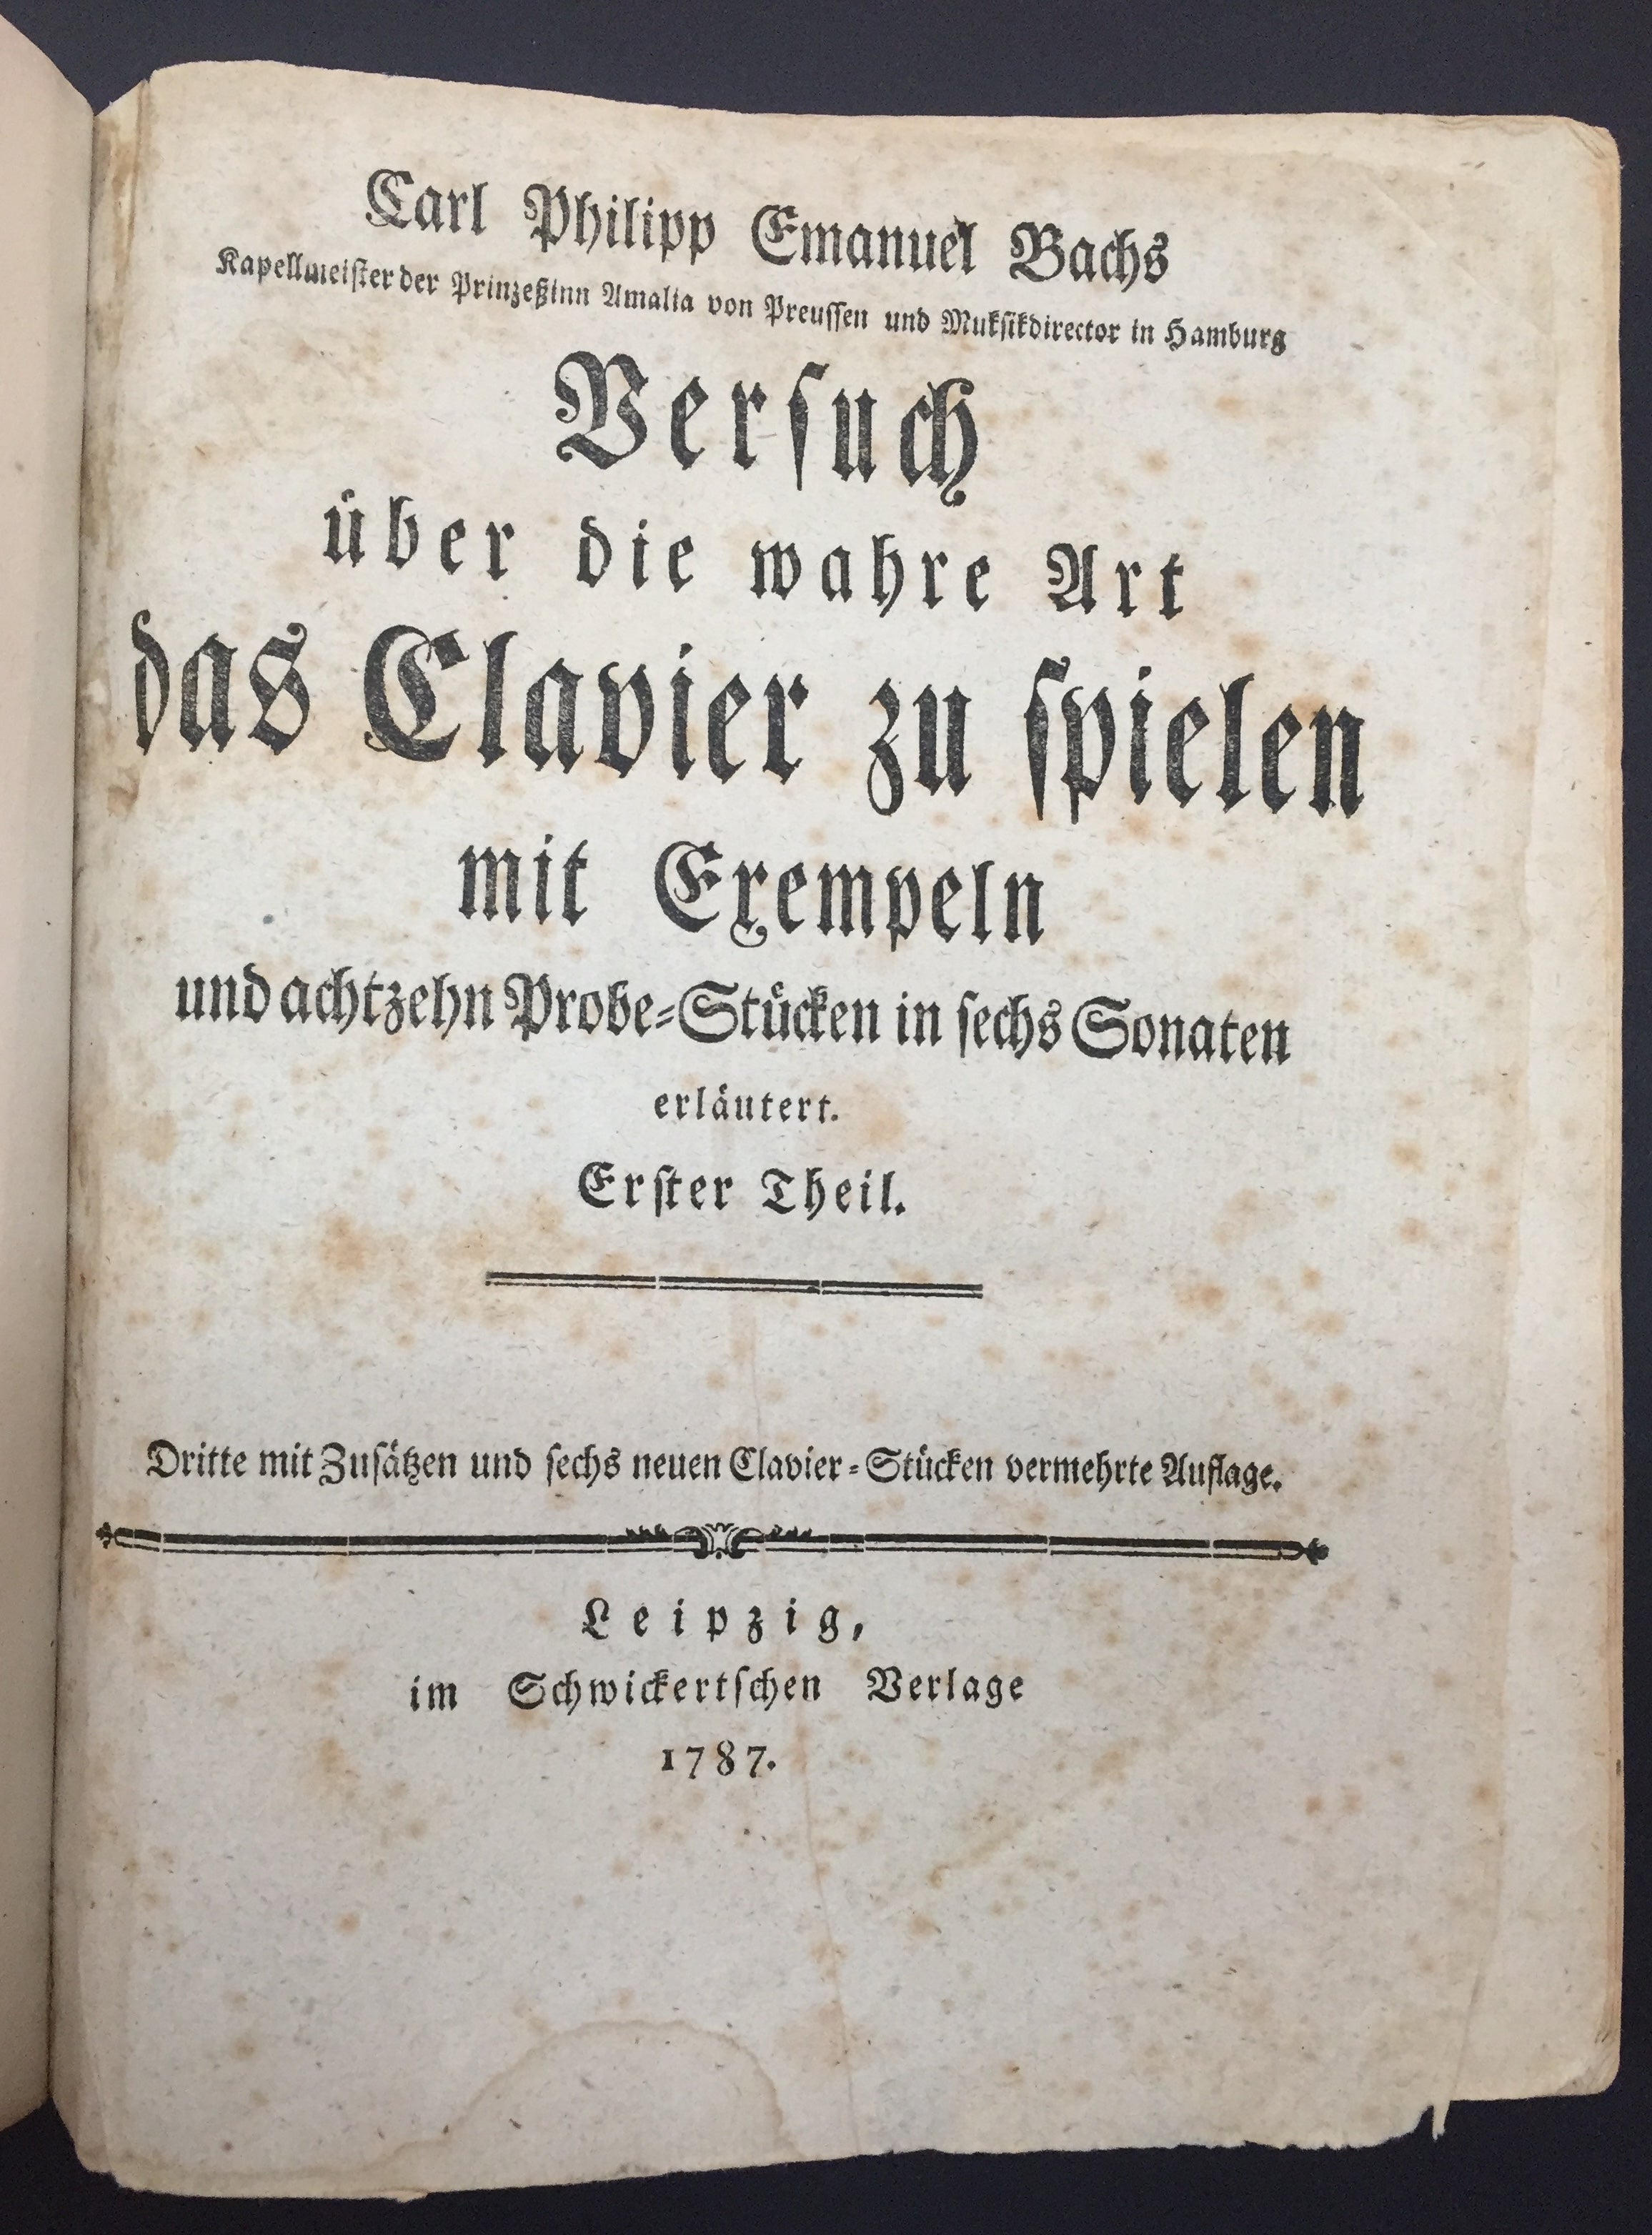 Carl Philipp Emanuel Bachs
Kapellmeiſter der Prinzeßinn Amalia von Preuſſen und Mukſikdirector in Hamburg
Verſuch
über die wahre Art
das Clavier zu ſpielen
mit Exempeln
und achtzehn Probe-Stücken in ſechs Sonaten
erläutert.
Erſter Theil.
Dritte mit Zuſätzen und ſechs neuen Clavier-Stücken vermehrte Auflage.
Leipzig,
im Schwickertſchen Verlage
1787.